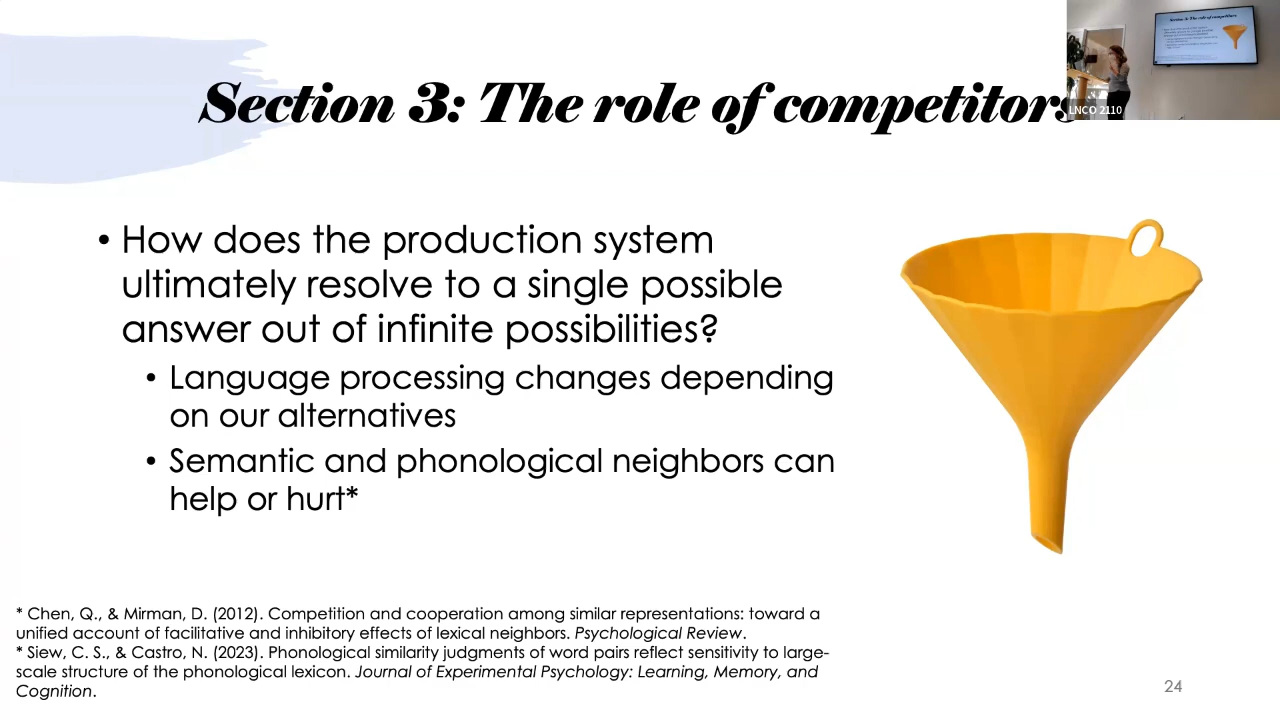 Section 3: The role of competitors
LNCO 2110
• How does the production system
ultimately resolve to a single possible
answer out of infinite possibilities?
• Language processing changes depending
on our alternatives
• Semantic and phonological neighbors can
help or hurt*
* Chen, Q., & Mirman, D. (2012). Competition and cooperation among similar representations: toward a
unified account of facilitative and inhibitory effects of lexical neighbors. Psychological Review.
* Siew, C. S., & Castro, N. (2023). Phonological similarity judgments of word pairs reflect sensitivity to large-
scale structure of the phonological lexicon. Journal of Experimental Psychology: Learning, Memory, and
Cognition.
24